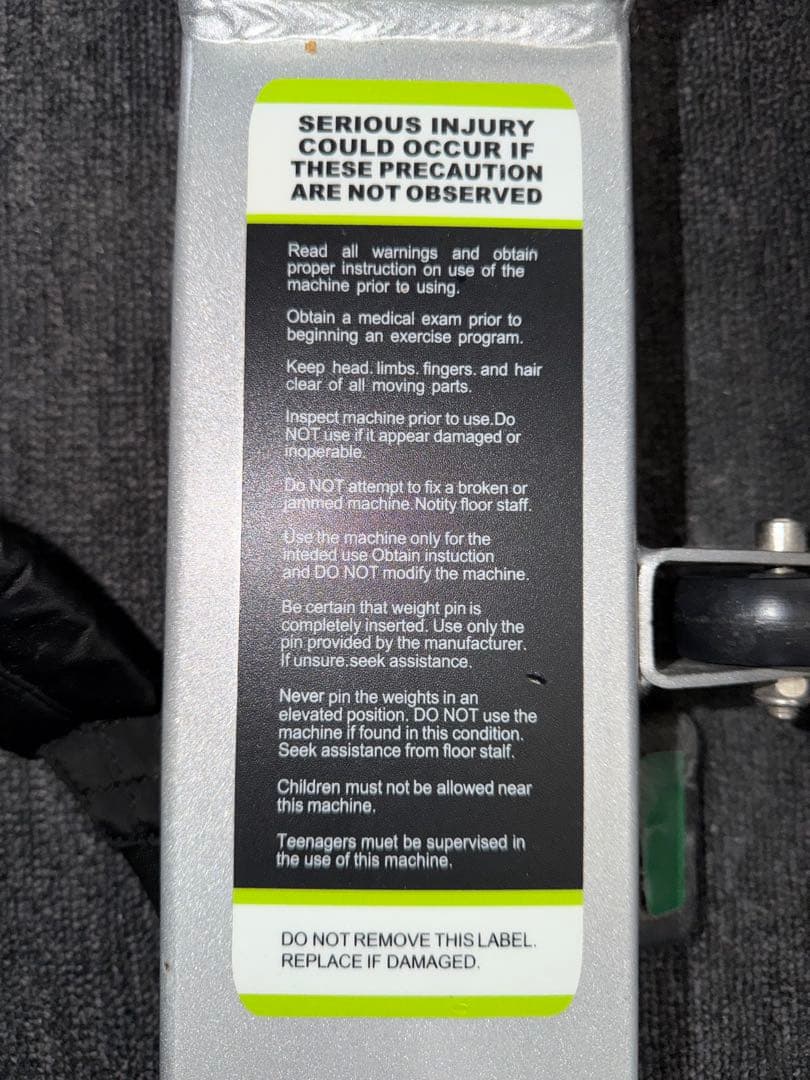 SERIOUS INJURY
COULD OCCUR IF
THESE PRECAUTION
ARE NOT OBSERVED
Read all warnings and obtain
proper instruction on use of the
machine prior to using.
Obtain a medical exam prior to
beginning an exercise program.
Keep head. limbs. fingers. and hair
clear of all moving parts.
Inspect machine prior to use.Do
NOT use if it appear damaged or
inoperable.
Do NOT attempt to fix a broken or
jammed machine.Notity floor staff.
Use the machine only for the
inteded use Obtain instuction
and DO NOT modify the machine.
Be certain that weight pin is
completely inserted. Use only the
pin provided by the manufacturer.
If unsure.seek assistance.
Never pin the weights in an
elevated position. DO NOT use the
machine if found in this condition.
Seek assistance from floor stalf.
Children must not be allowed near
this machine.
Teenagers muet be supervised in
the use of this machine.
DO NOT REMOVE THIS LABEL.
REPLACE IF DAMAGED.